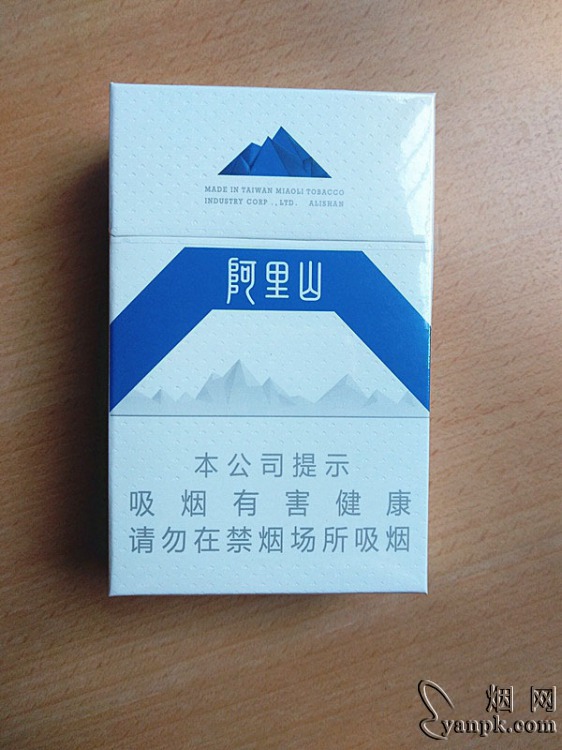 MADE IN TAIWAN MIAOLI TOBACCO
INDUSTRY CORP .,LTD. ALISHAN
阿里山
本公司提示
吸烟有害健康
请勿在禁烟场所吸烟
烟网
yanpk.com